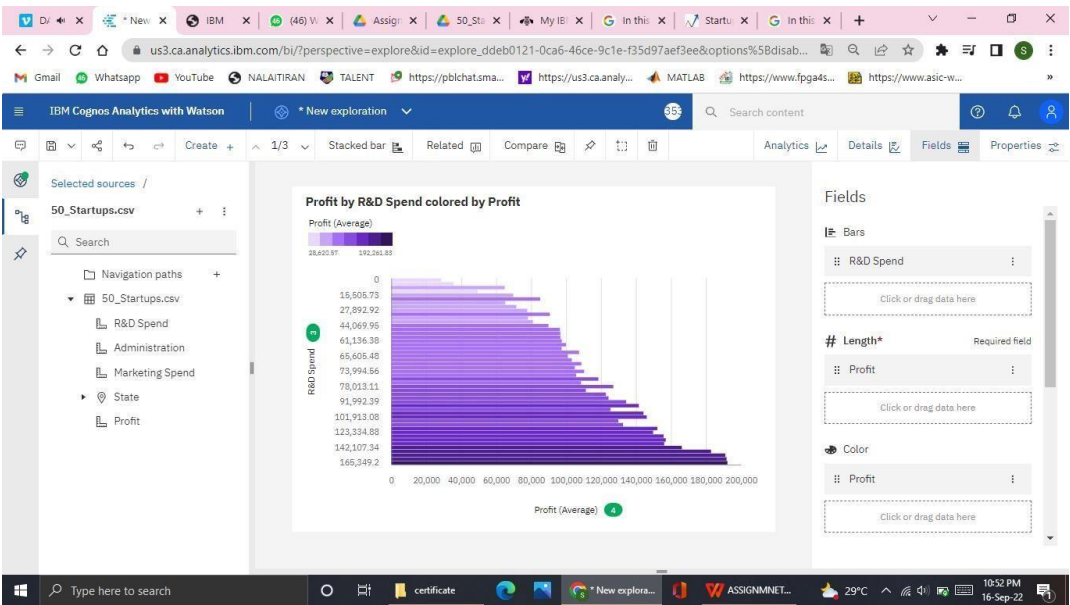 DA
* New
IBM
(46) W
Assign
50_Sta
My IBI
In this
Startu
In thi
us3.ca.analytics.ibm.com/bi/?perspective=explore&id=explore_ddeb0121-0ca6-46ce-9c1e-f35d97aef3ee&options%5Bdisab...
S
Gmail
Whatsapp
YouTube
NALAITIRAN
TALENT
https://pblchat.sma...
https://us3.ca.analy...
MATLAB
https://www.fpga4s...
https://www.asic-w...
»
IBM Cognos Analytics with Watson
* New exploration
353
Search content
Create +
1/3
Stacked bar
Related
Compare
Analytics
Details
Fields
Properties
Selected sources /
50_Startups.csv
Search
Navigation paths +
50_Startups.csv
R&D Spend
Administration
Marketing Spend
State
Profit
Profit by R&D Spend colored by Profit
Profit (Average)
28,620.57 192,261.83
R&D Spend
3
0
15,505.73
27,892.92
44,069.95
61,136.38
65,605.48
73,994.56
78,013.11
91,992.39
101,913.08
123,334.88
142,107.34
165,349.2
0 20,000 40,000 60,000 80,000 100,000 120,000 140,000 160,000 180,000 200,000
Profit (Average) 4
Fields
Bars
R&D Spend
Click or drag data here
# Length* Required field
Profit
Click or drag data here
Color
Profit
Click or drag data here
Type here to search
certificate
* New explora...
ASSIGNMNET...
29°C
10:52 PM
16-Sep-22